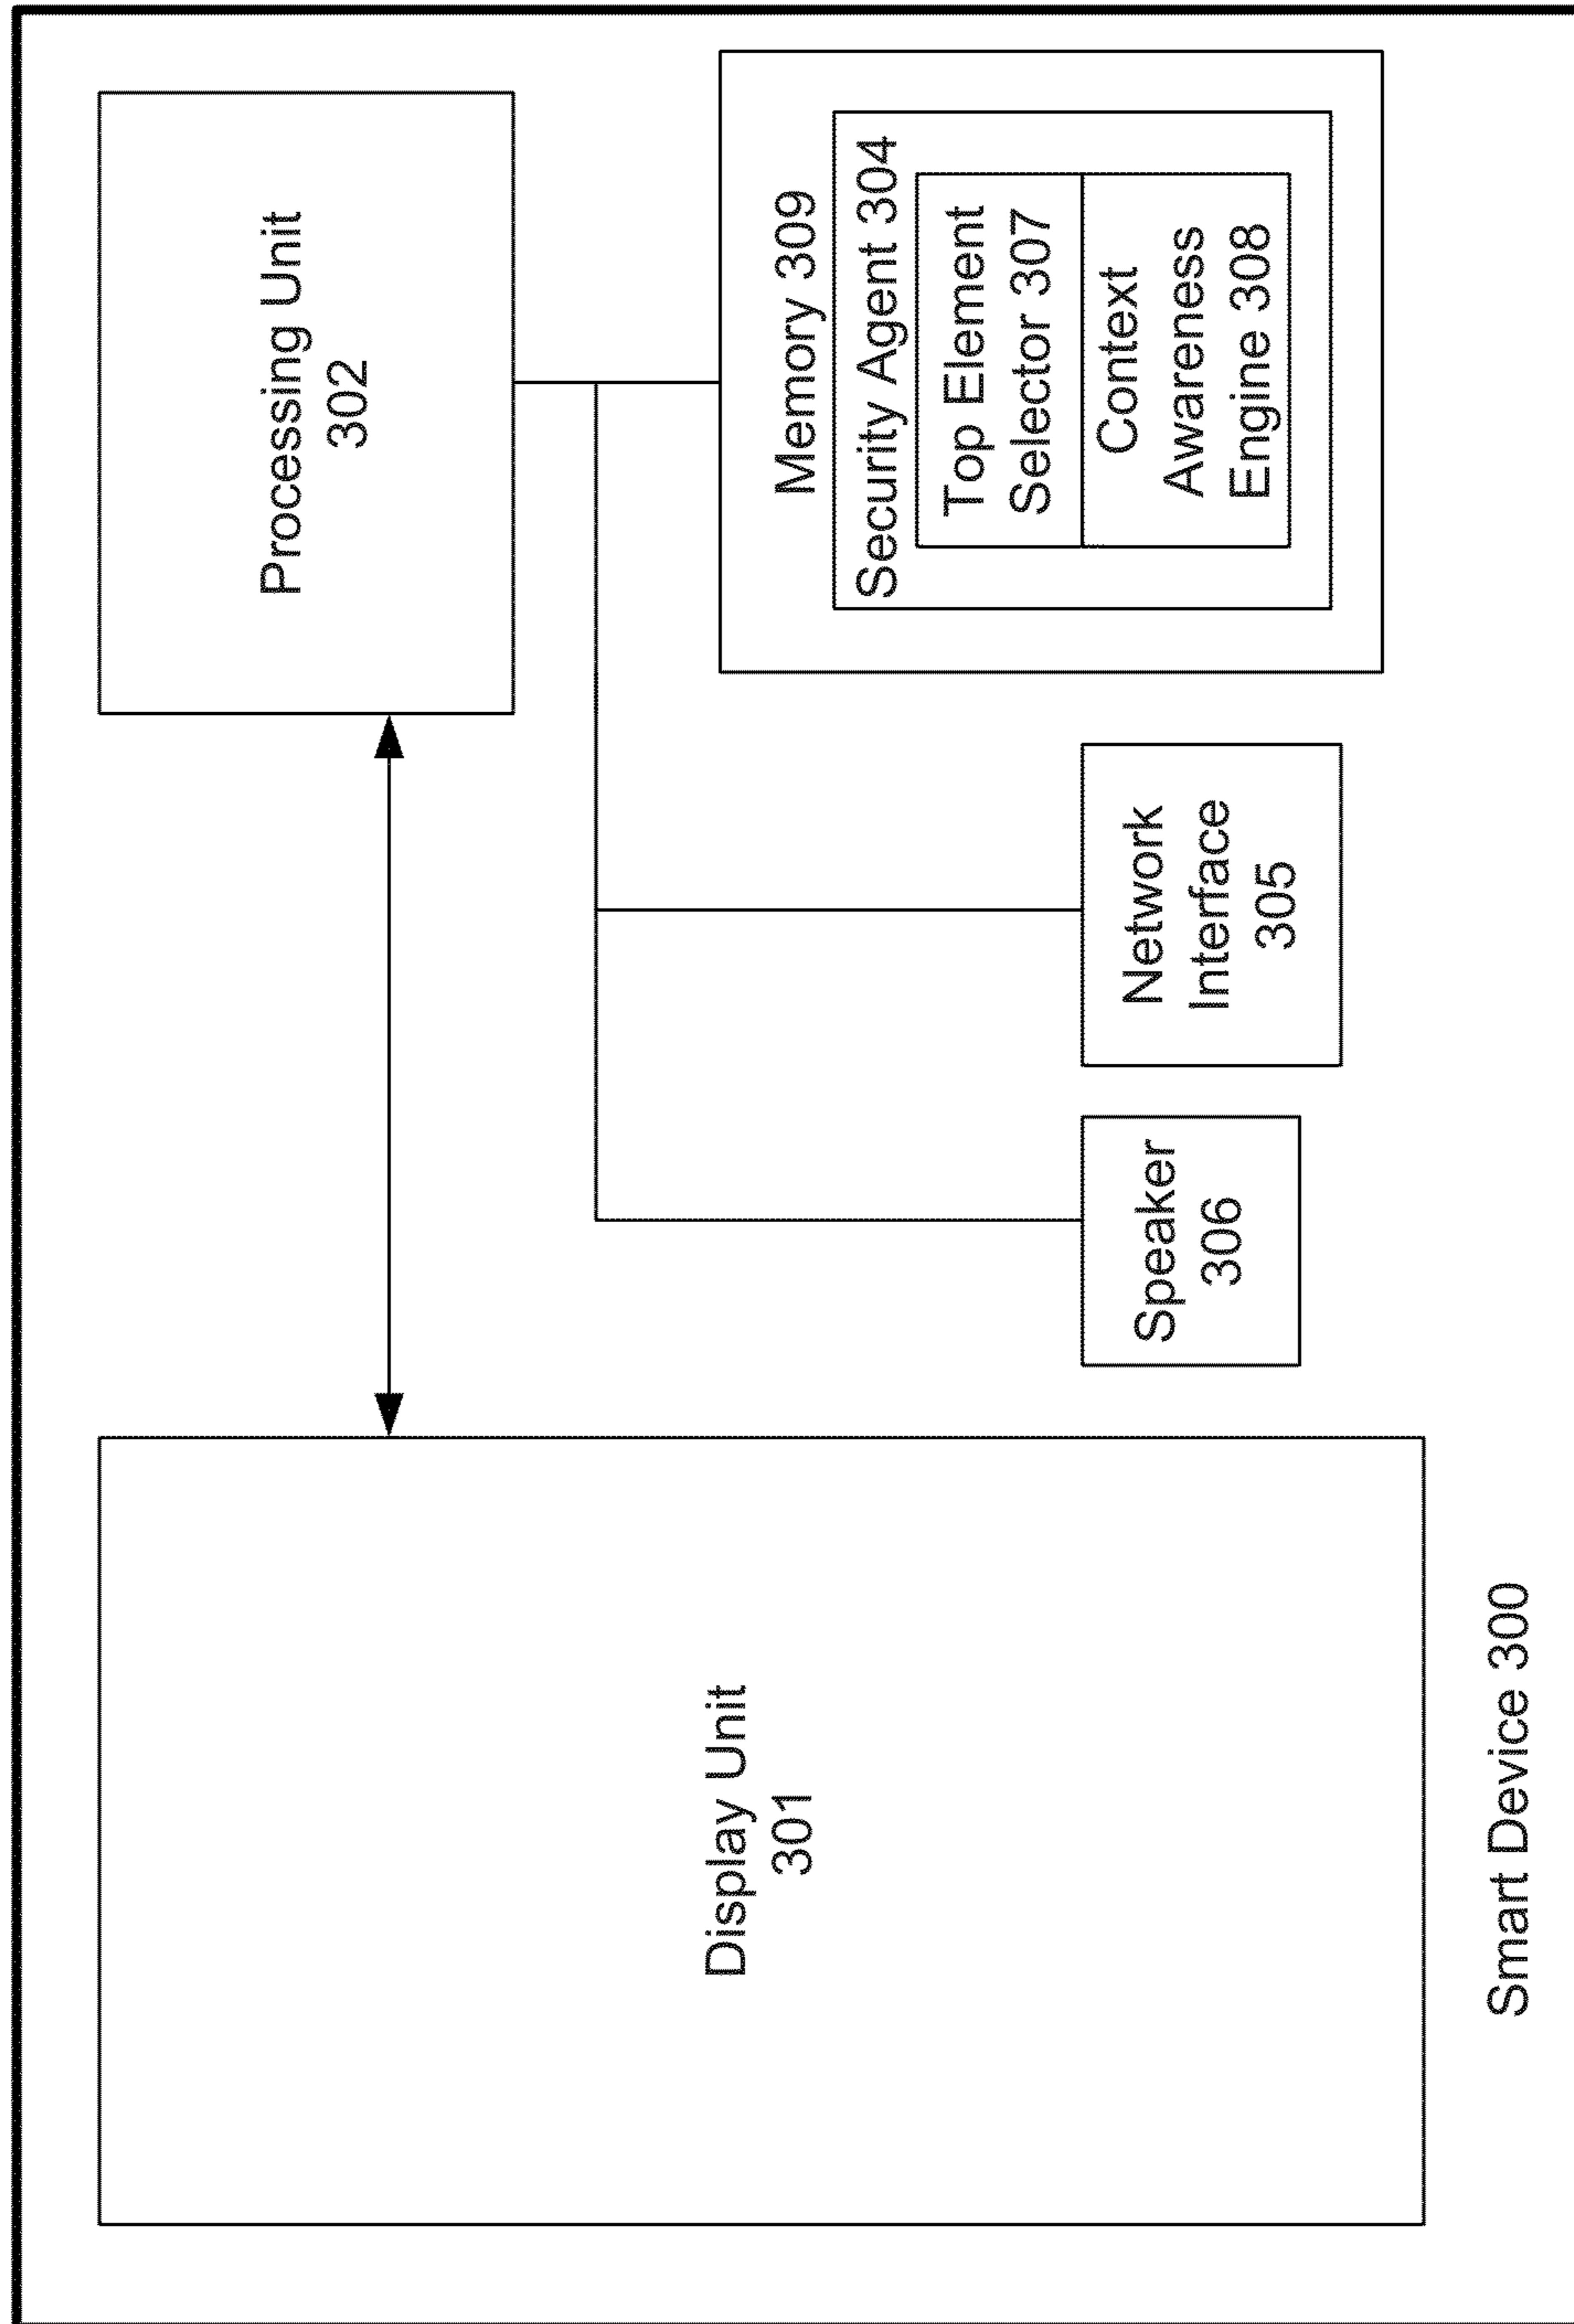 Display Unit
301
Processing Unit
302
Speaker
306
Network
Interface
305
Memory 309
Security Agent 304
Top Element
Selector 307
Context
Awareness
Engine 308
Smart Device 300